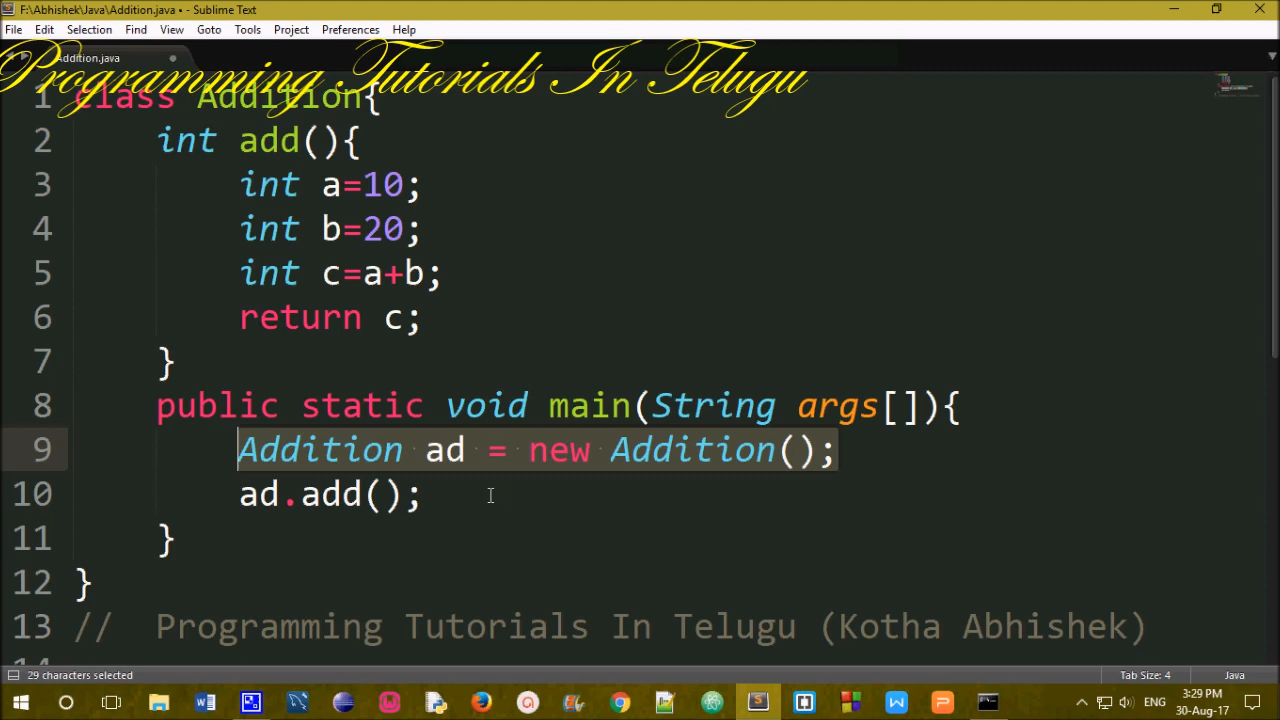 F:\Abhishek\Java\Addition.java • - Sublime Text
File Edit Selection Find View Goto Tools Project Preferences Help
Addition.java
Programming Tutorials In Telugu
1 class Addition{
2 int add(){
3 int a=10;
4 int b=20;
5 int c=a+b;
6 return c;
7 }
8 public static void main(String args[]){
9 Addition ad = new Addition();
10 ad.add();
11 }
12 }
13 // Programming Tutorials In Telugu (Kotha Abhishek)
29 characters selected Tab Size: 4 Java
ENG 3:29 PM
30-Aug-17